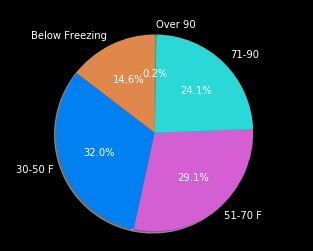 Over 90
Below Freezing
71-90
0.2%
14.6%
24.1%
32.0%
30-50 F
29.1%
51-70 F